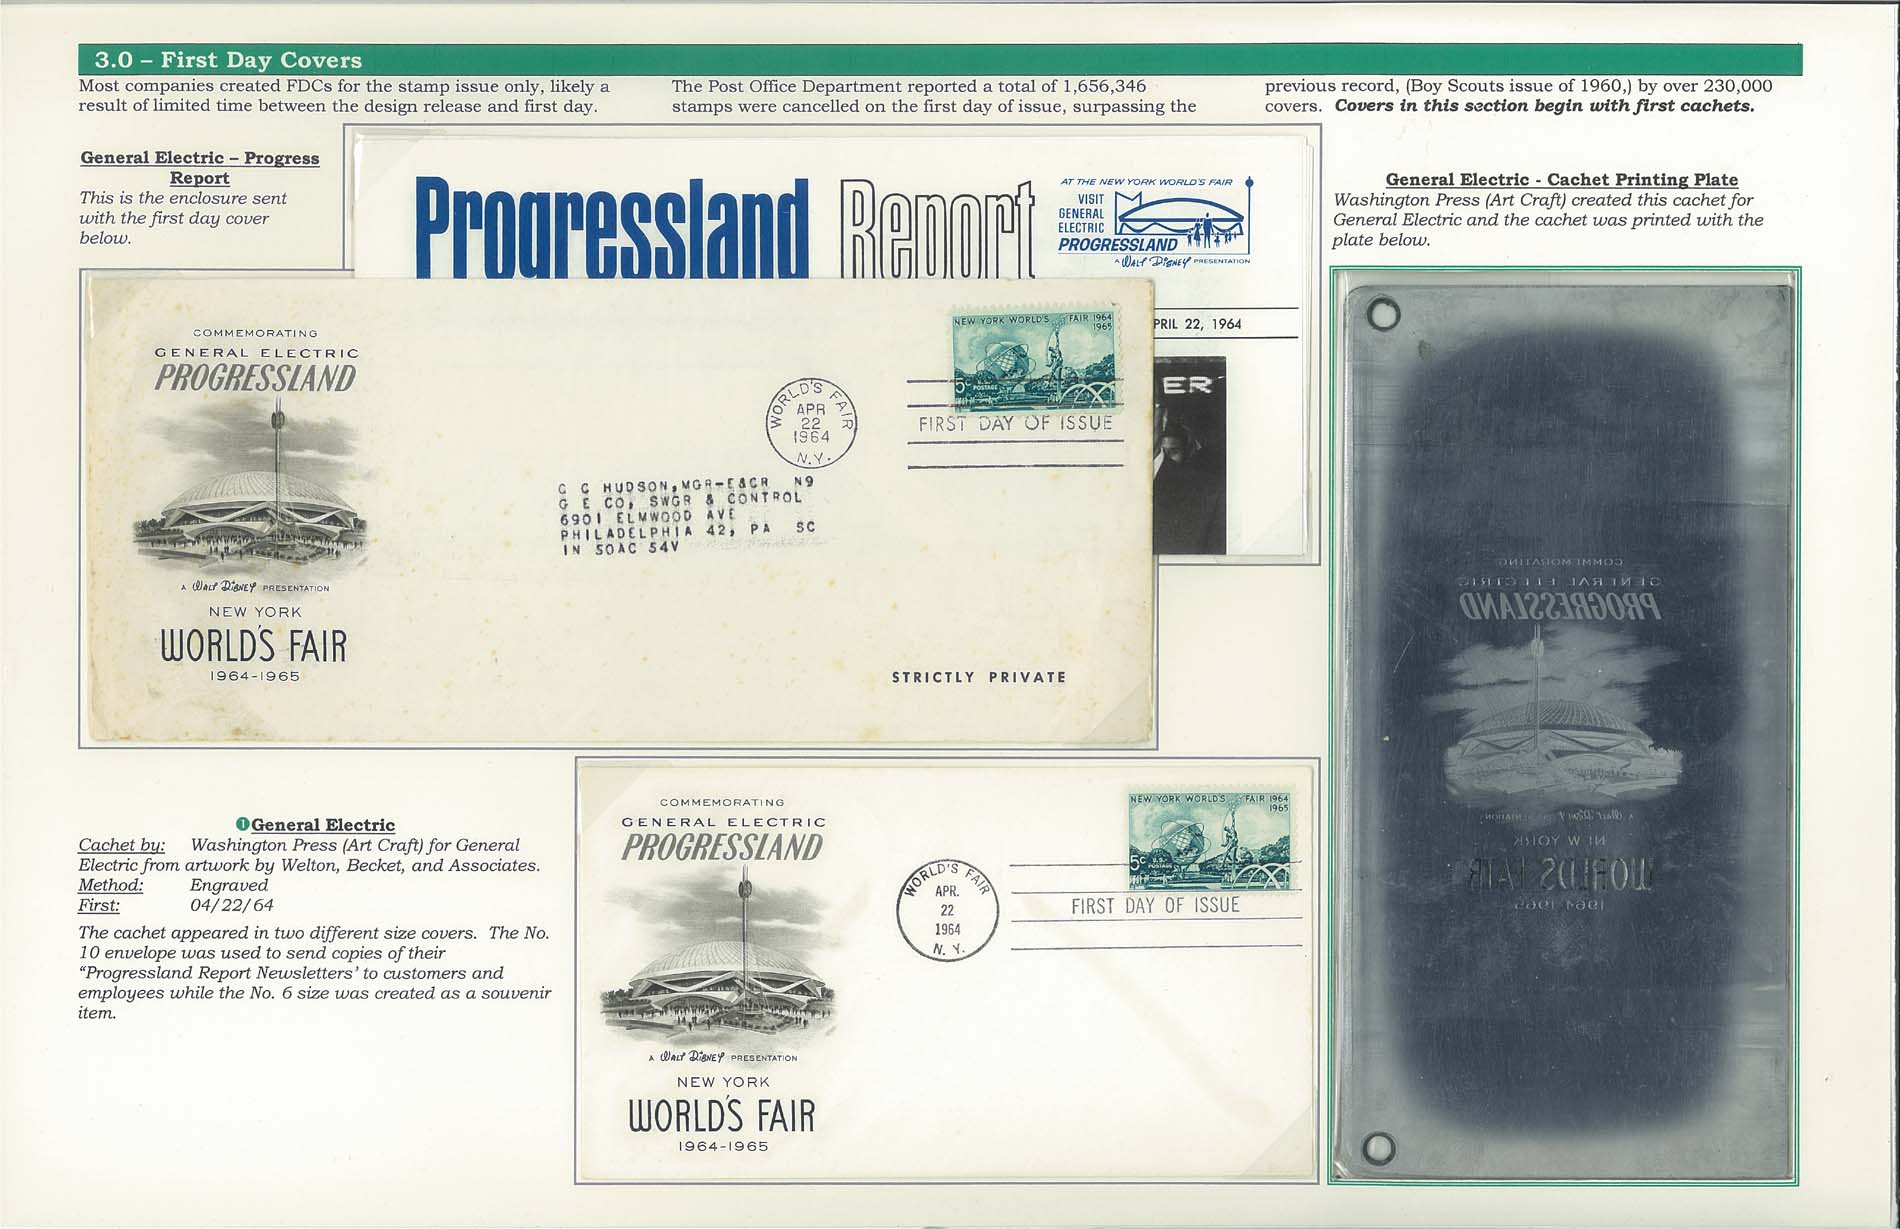 3.0 – First Day Covers
Most companies created FDCs for the stamp issue only, likely a
result of limited time between the design release and first day.
The Post Office Department reported a total of 1,656,346
stamps were cancelled on the first day of issue, surpassing the
previous record, (Boy Scouts issue of 1960,) by over 230,000
covers. Covers in this section begin with first cachets.
General Electric – Progress
Report
This is the enclosure sent
with the first day cover
below.
Progressland Report
AT THE NEW YORK WORLD'S FAIR
VISIT
GENERAL
ELECTRIC
PROGRESSLAND
A WALT DISNEY PRESENTATION
PRIL 22, 1964
ER
General Electric - Cachet Printing Plate
Washington Press (Art Craft) created this cachet for
General Electric and the cachet was printed with the
plate below.
COMMEMORATING
GENERAL ELECTRIC
PROGRESSLAND
A WALT DISNEY PRESENTATION
NEW YORK
WORLD'S FAIR
1964-1965
WORLD'S FAIR
APR
22
1964
N.Y.
NEW YORK WORLD'S FAIR 1964
1965
5c U.S.
POSTAGE
FIRST DAY OF ISSUE
C C HUDSON, MGR-E&CR N9
G E CO, SWGR & CONTROL
6901 ELMWOOD AVE
PHILADELPHIA 42, PA SC
IN 50AC 54V
STRICTLY PRIVATE
COMMEMORATING
GENERAL ELECTRIC
PROGRESSLAND
A WALT DISNEY PRESENTATION
NEW YORK
WORLD'S FAIR
1964-1965
1 General Electric
Cachet by: Washington Press (Art Craft) for General
Electric from artwork by Welton, Becket, and Associates.
Method: Engraved
First: 04/22/64
The cachet appeared in two different size covers. The No.
10 envelope was used to send copies of their
“Progressland Report Newsletters' to customers and
employees while the No. 6 size was created as a souvenir
item.
COMMEMORATING
GENERAL ELECTRIC
PROGRESSLAND
A WALT DISNEY PRESENTATION
NEW YORK
WORLD'S FAIR
1964-1965
WORLD'S FAIR
APR.
22
1964
N. Y.
NEW YORK WORLD'S FAIR 1964
1965
5c U.S.
POSTAGE
FIRST DAY OF ISSUE